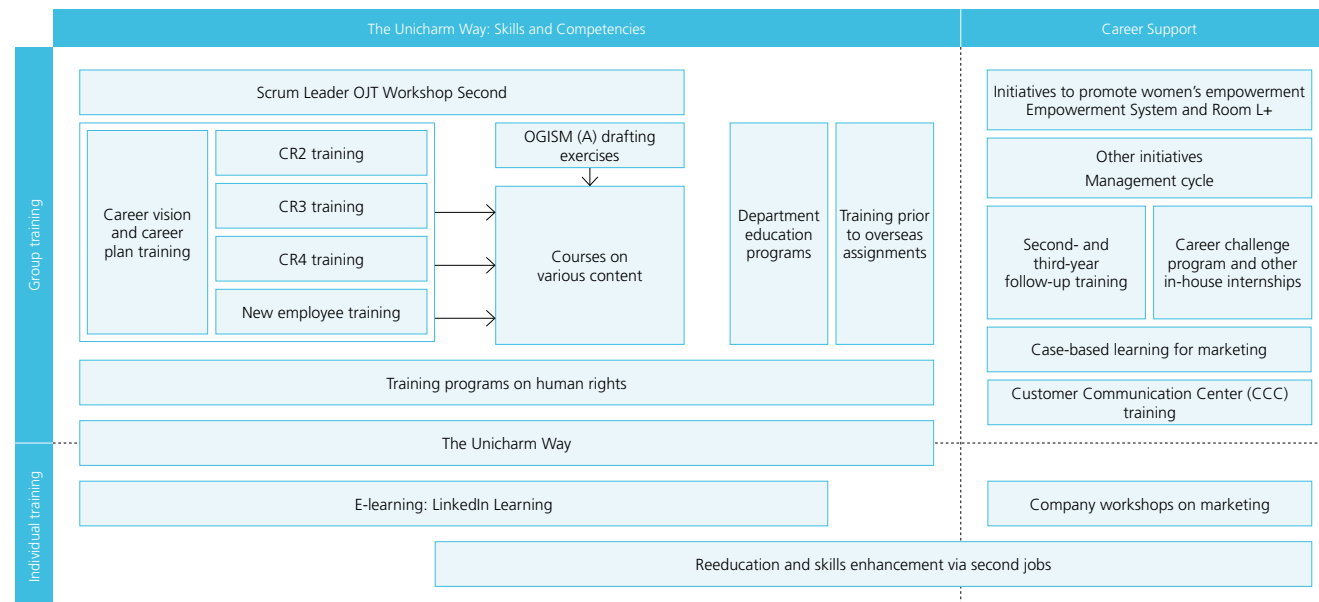 The Unicharm Way: Skills and Competencies
Career Support
Group training
Scrum Leader OJT Workshop Second
Career vision
and career
plan training
CR2 training
CR3 training
CR4 training
New employee training
OGISM (A) drafting
exercises
Courses on
various content
Department
education
programs
Training prior
to overseas
assignments
Training programs on human rights
The Unicharm Way
Initiatives to promote women’s empowerment
Empowerment System and Room L+
Other initiatives
Management cycle
Second- and
third-year
follow-up training
Career challenge
program and other
in-house internships
Case-based learning for marketing
Customer Communication Center (CCC)
training
Individual training
E-learning: LinkedIn Learning
Company workshops on marketing
Reeducation and skills enhancement via second jobs